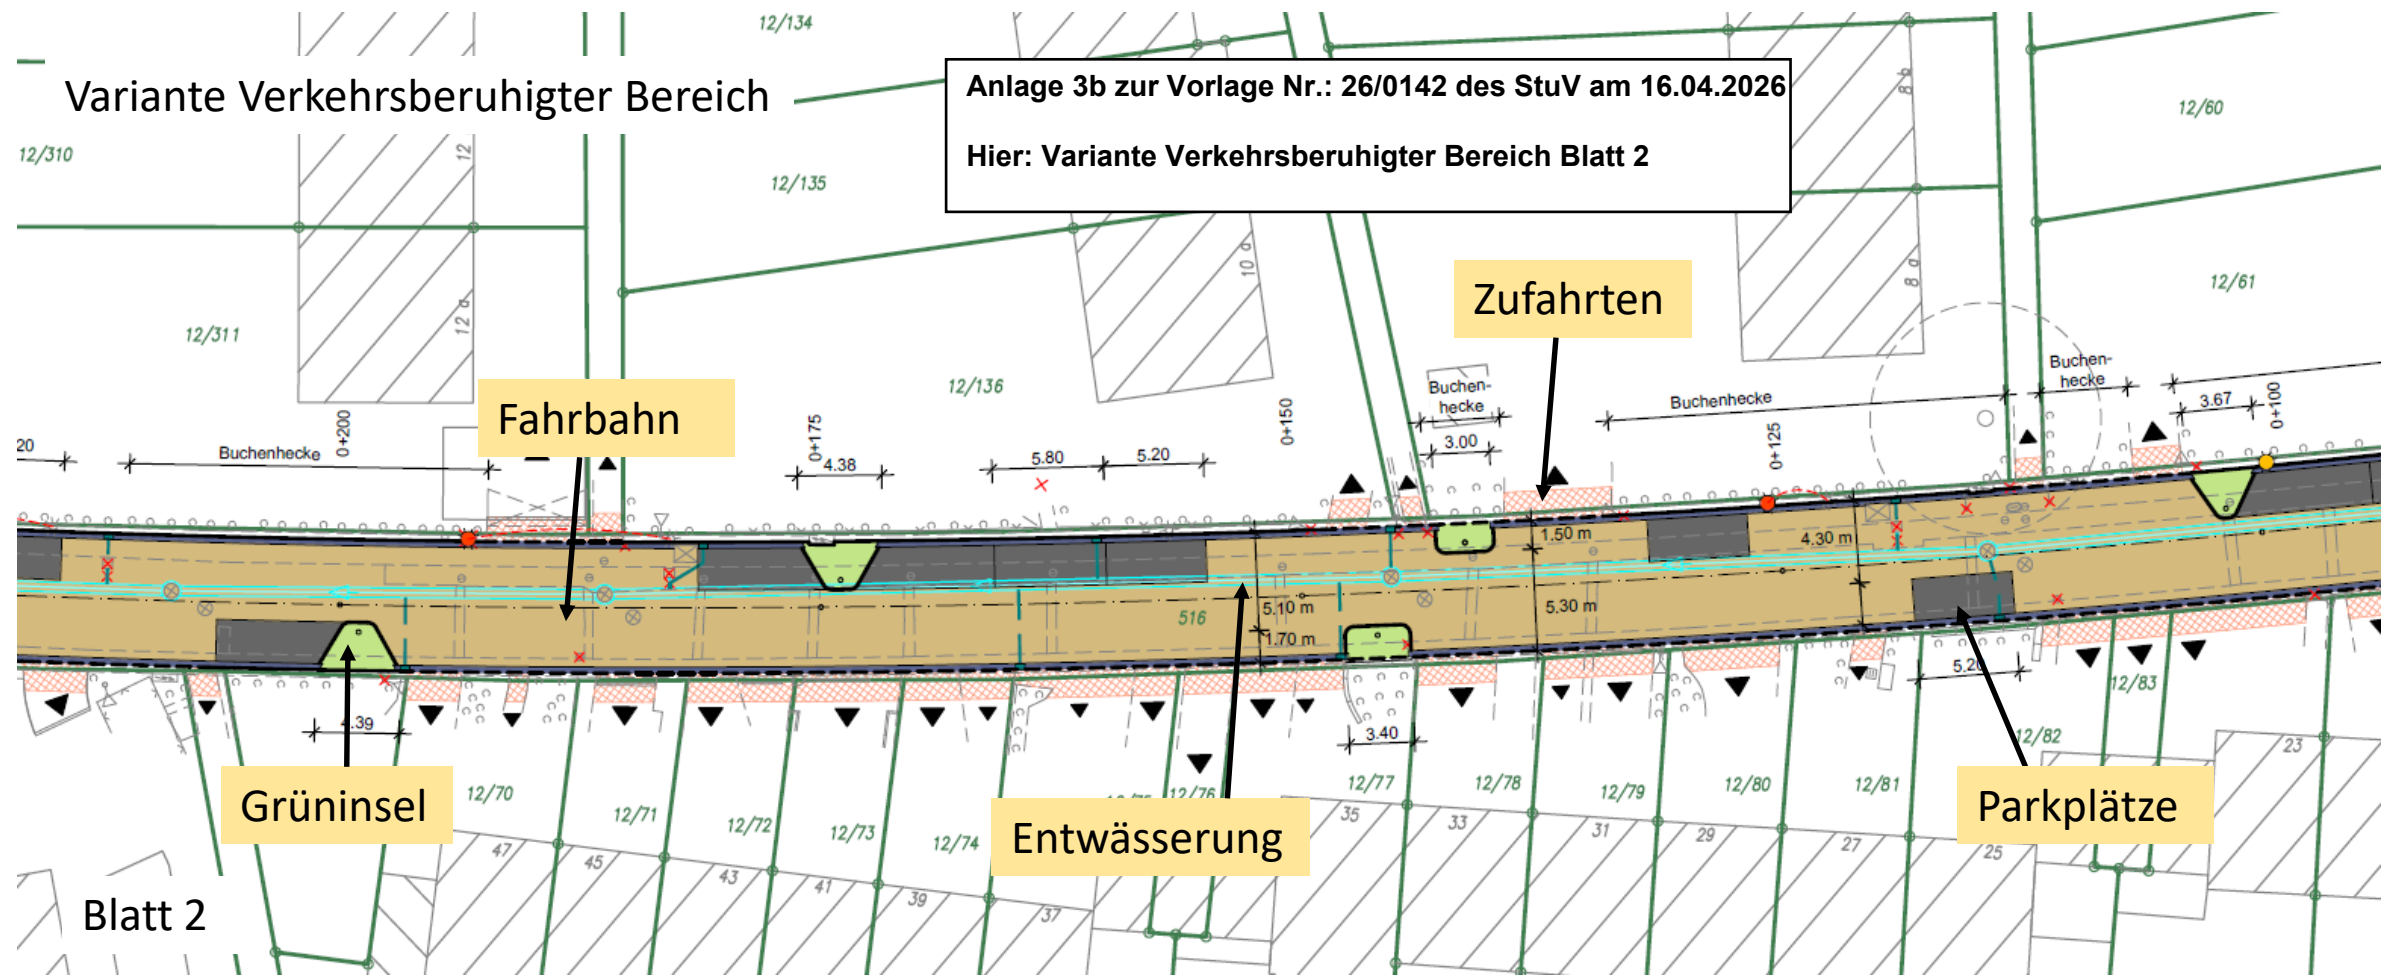 12/134
Variante Verkehrsberuhigter Bereich
Anlage 3b zur Vorlage Nr.: 26/0142 des StuV am 16.04.2026
Hier: Variante Verkehrsberuhigter Bereich Blatt 2
8 b
12/60
12/310
12
12/135
10 a
8 a
12/61
Zufahrten
12 a
12/311
12/136
Fahrbahn
Buchen-
hecke
Buchenhecke
Buchen-
hecke
3.67
0+100
20
Buchenhecke
0+200
0+175
4.38
5.80
5.20
0+150
3.00
0+125
1.50 m
4.30 m
5.10 m
5.30 m
516
1.70 m
4.39
3.40
5.20
12/83
12/82
23
Grüninsel
12/70
12/71
12/72
12/73
12/74
12/76
12/77
12/78
12/79
12/80
12/81
Entwässerung
Parkplätze
35
33
31
29
27
25
47
45
43
41
39
37
Blatt 2